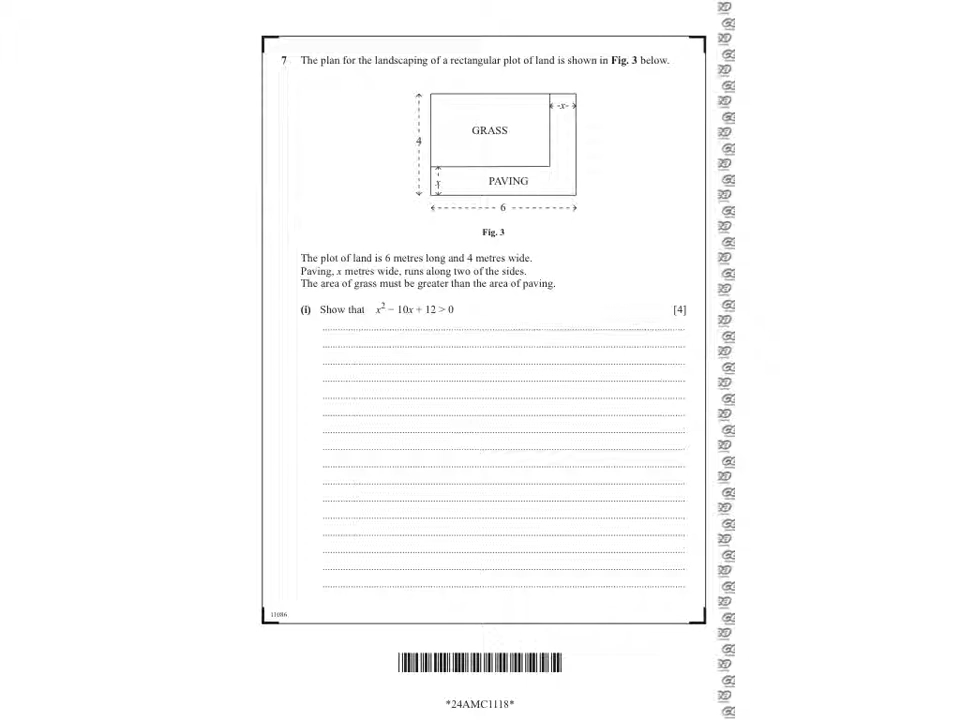 7 The plan for the landscaping of a rectangular plot of land is shown in Fig. 3 below.
x
GRASS
4
x
PAVING
6
Fig. 3
The plot of land is 6 metres long and 4 metres wide.
Paving, x metres wide, runs along two of the sides.
The area of grass must be greater than the area of paving.
(i) Show that x² − 10x + 12 > 0 [4]
11086
*24AMC1118*